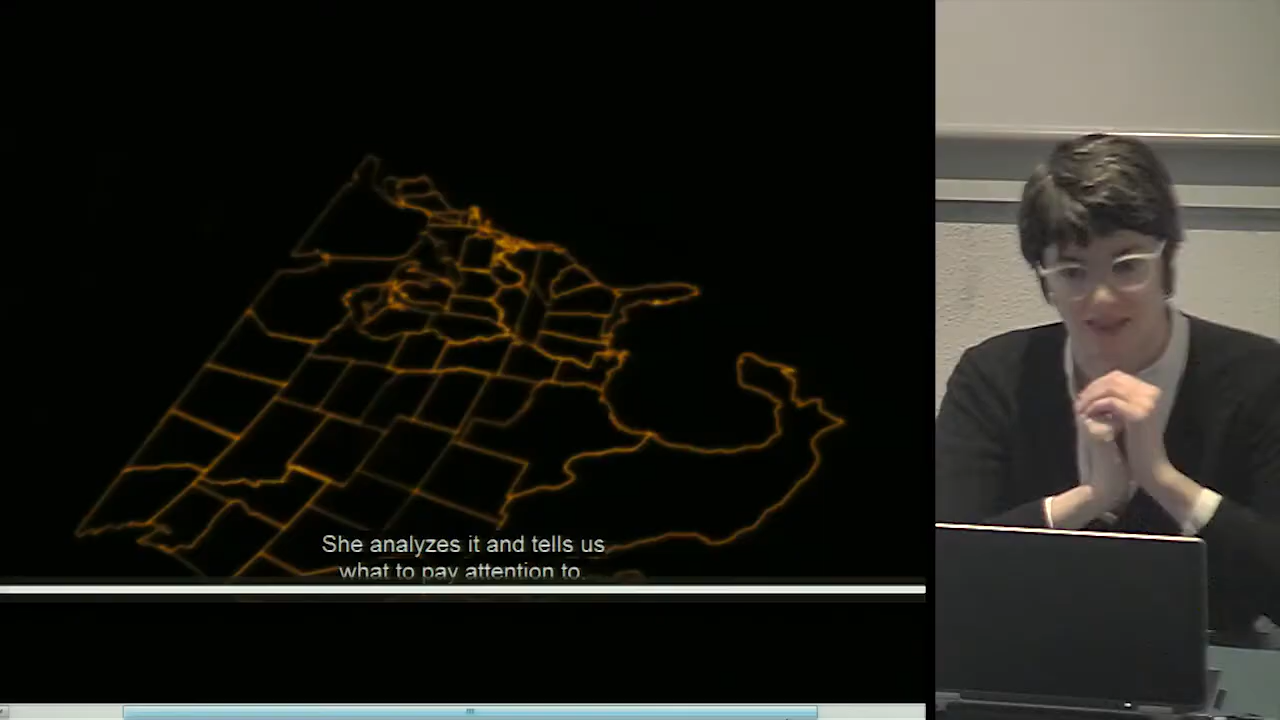 She analyzes it and tells us
what to pay attention to.